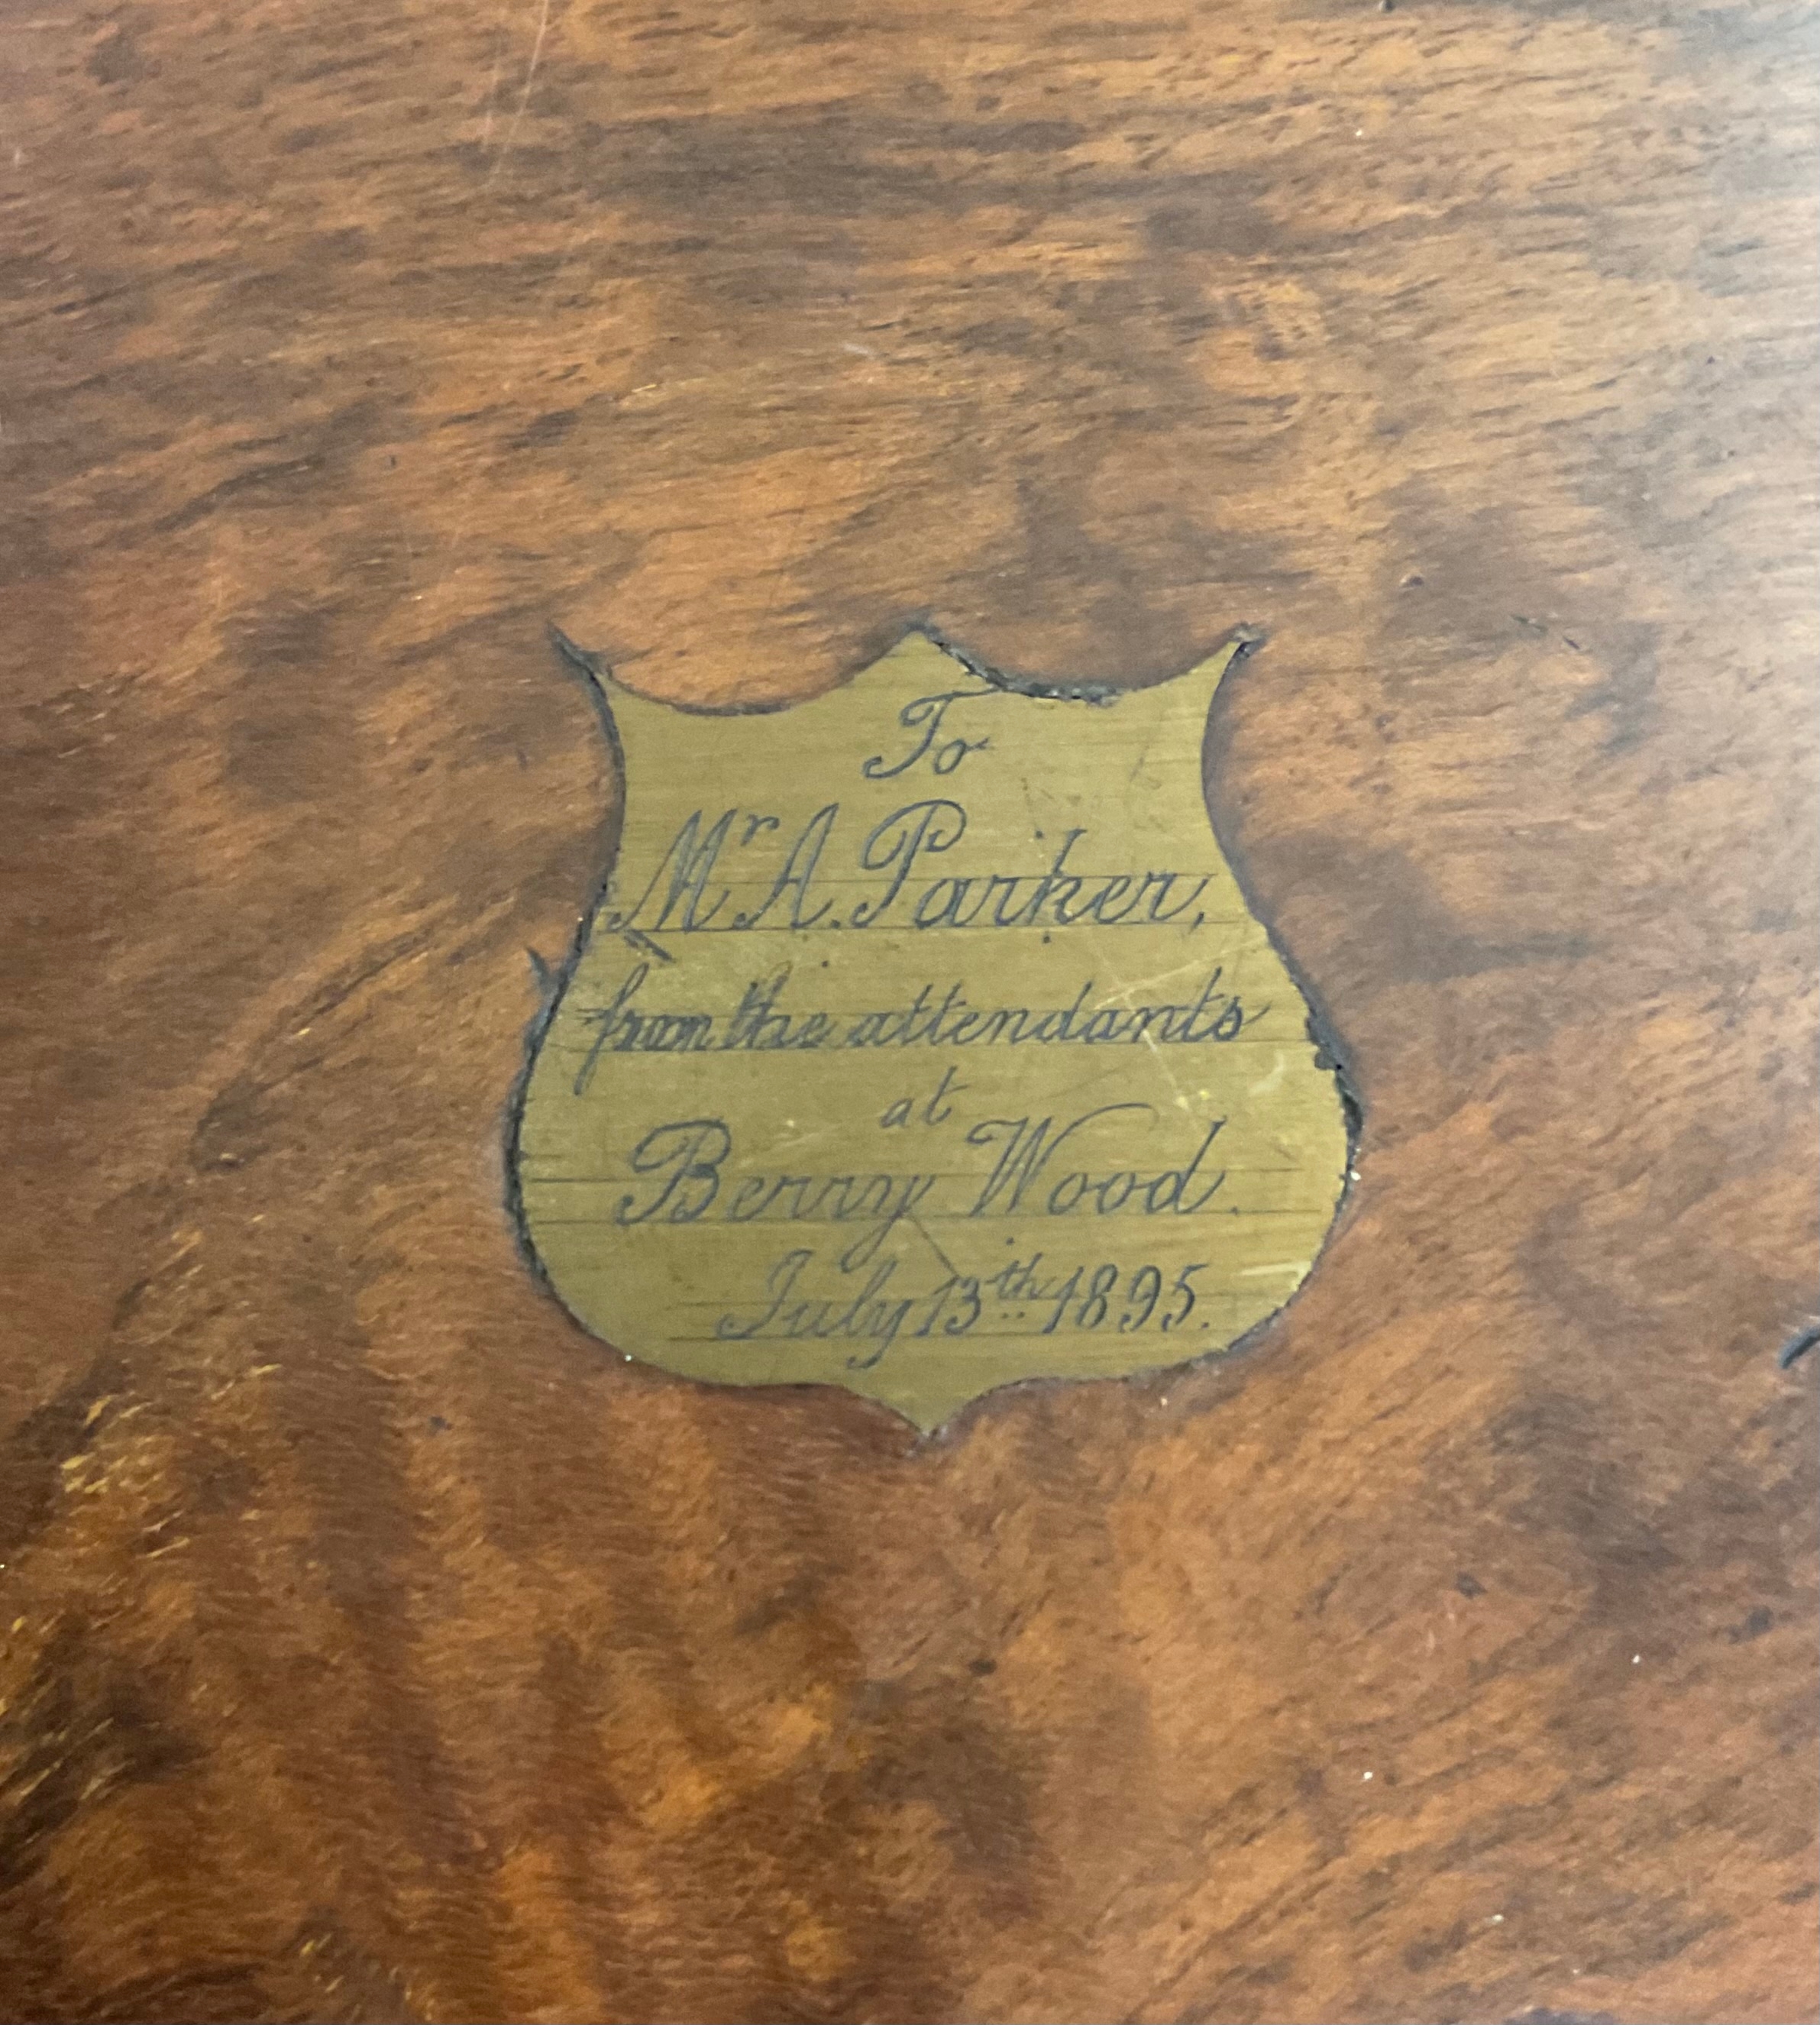 To
Mr A. Parker,
from the attendants
at
Berry Wood.
July 13th 1895.